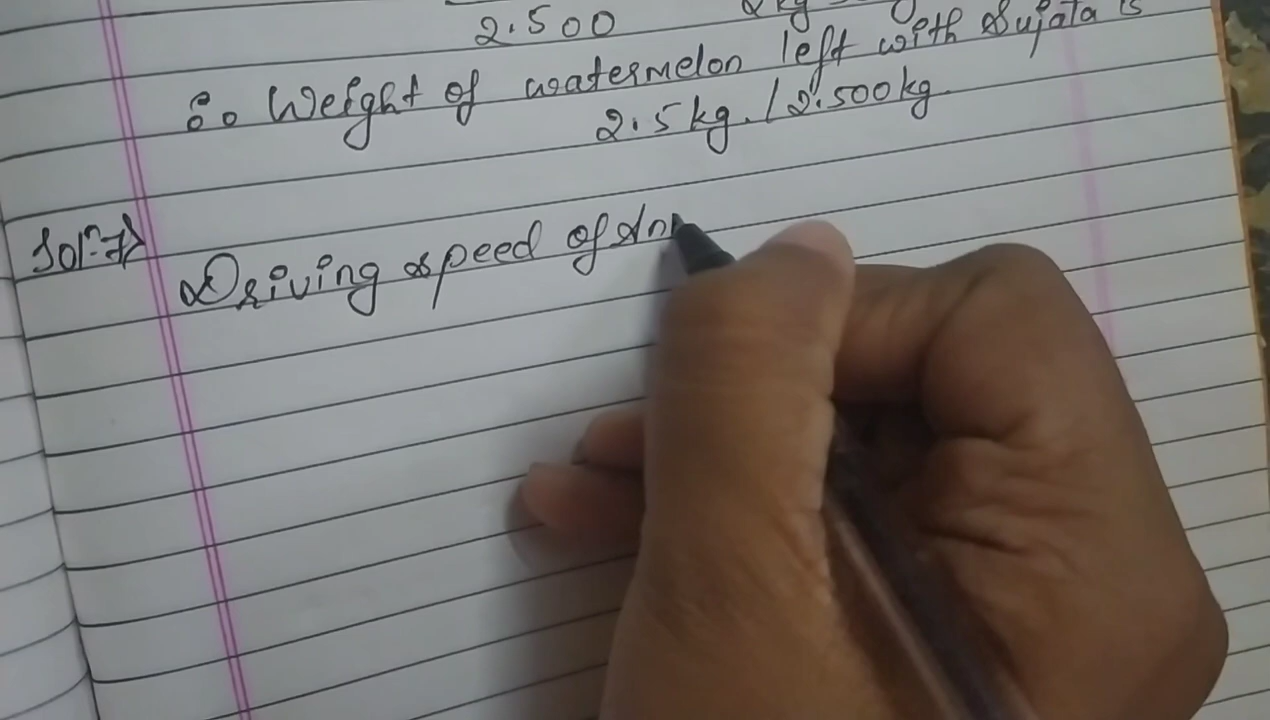 2.500
∴ Weight of watermelon left with Sujata is
2.5 kg. / 2.500 kg.
Solⁿ.7) Driving speed of